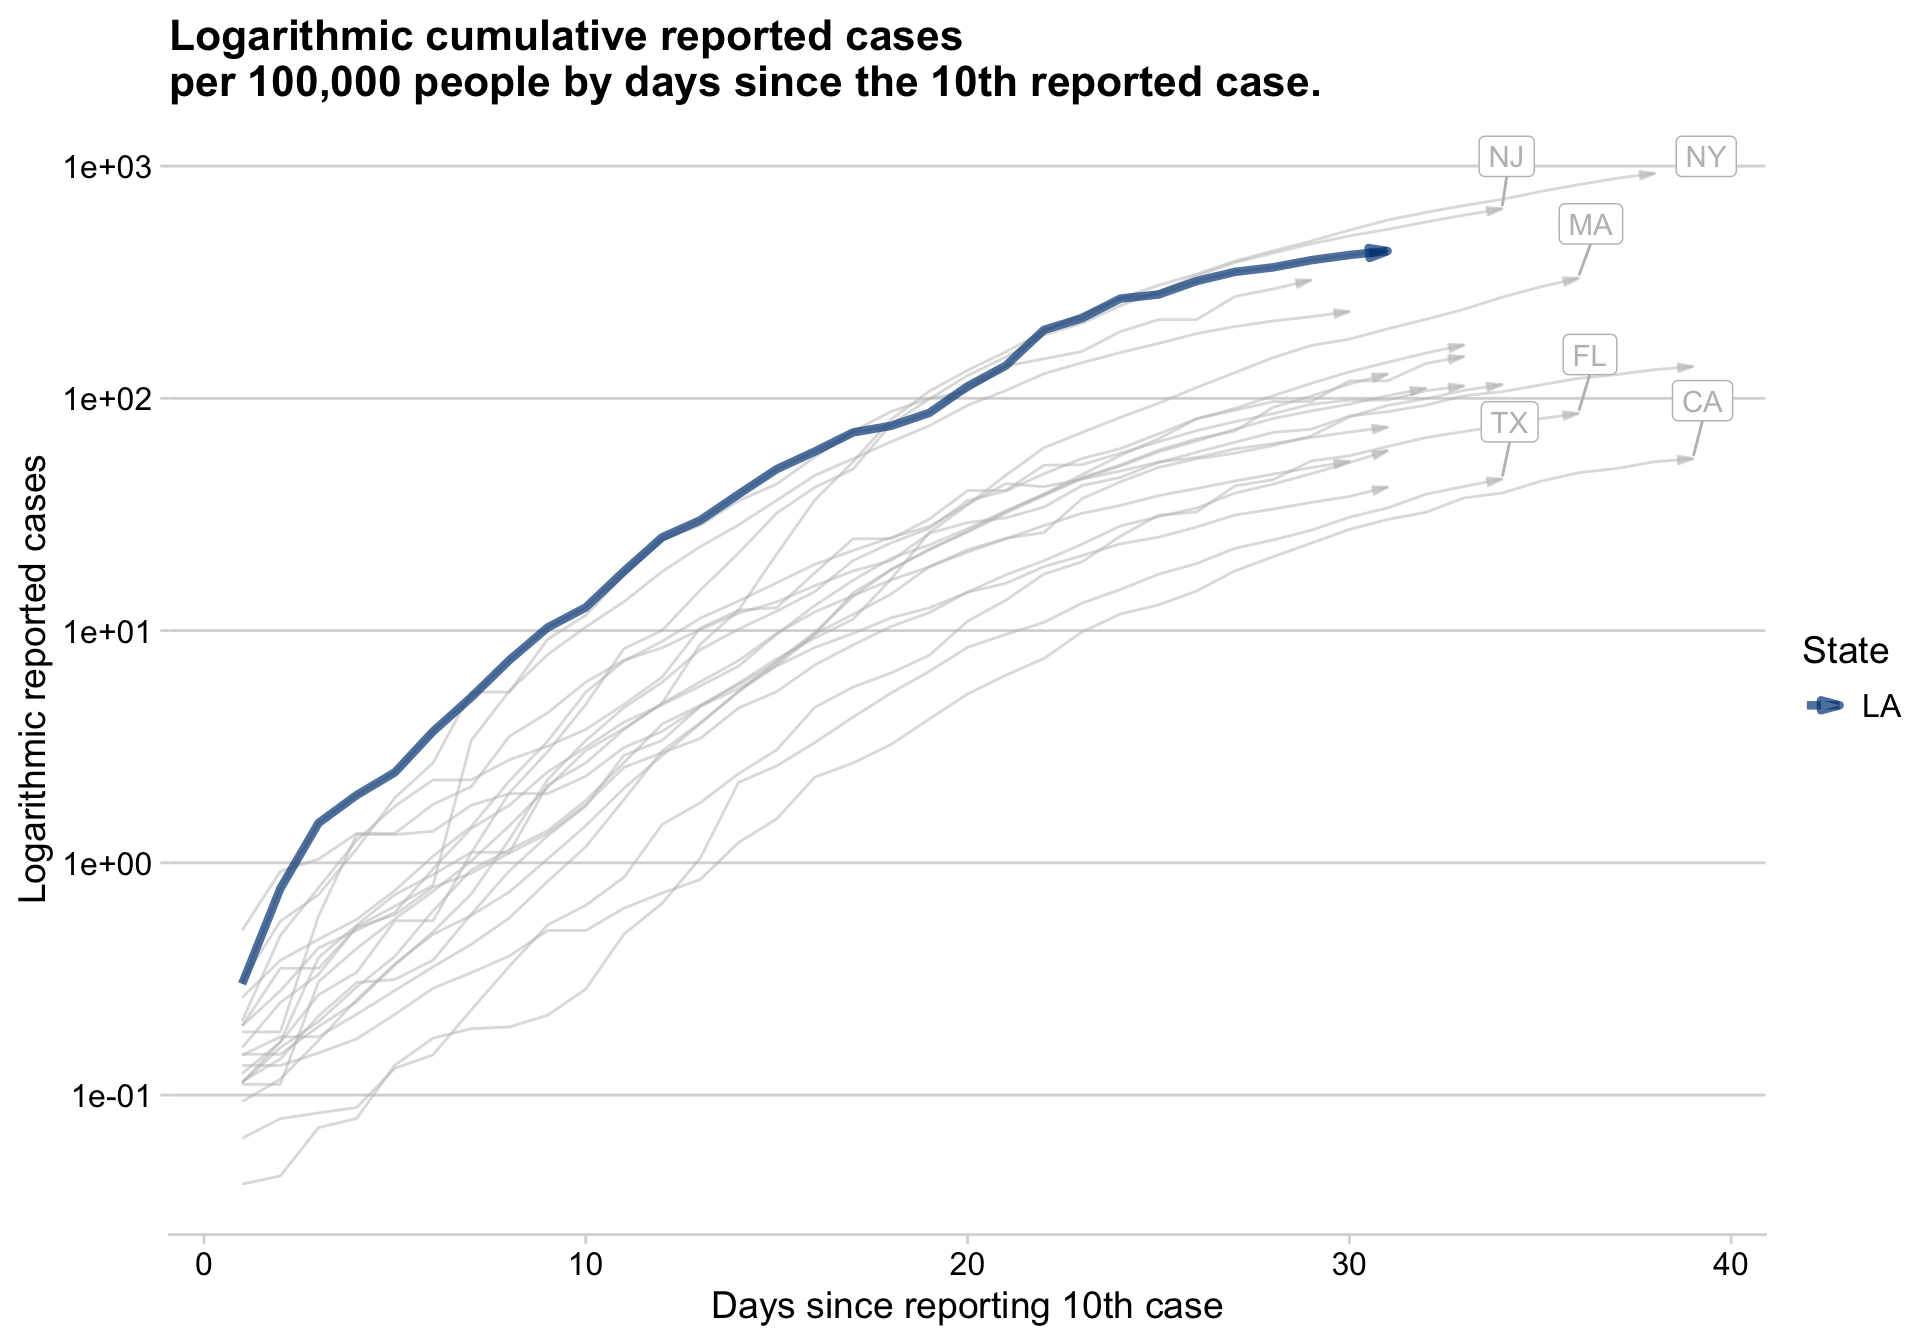 Logarithmic cumulative reported cases
per 100,000 people by days since the 10th reported case.
1e+03
1e+02
1e+01
1e+00
1e-01
Logarithmic reported cases
NJ
NY
MA
FL
CA
TX
State
LA
0
10
20
30
40
Days since reporting 10th case